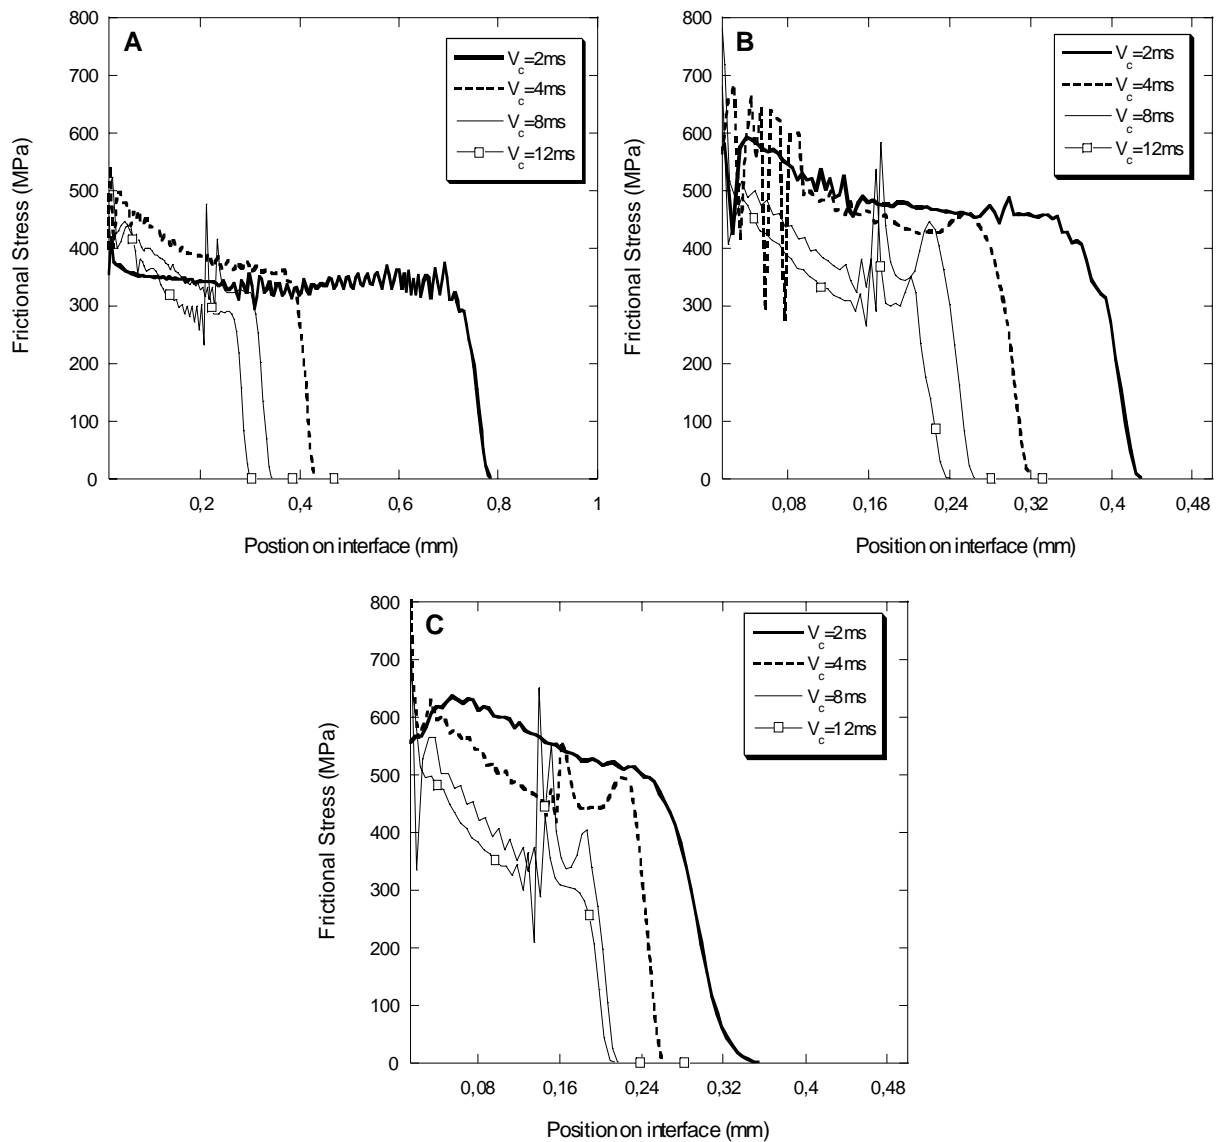 A
V_c=2ms
V_c=4ms
V_c=8ms
V_c=12ms
800
700
600
500
400
300
200
100
0
Frictional Stress (MPa)
0,2
0,4
0,6
0,8
1
Postion on interface (mm)
B
V_c=2ms
V_c=4ms
V_c=8ms
V_c=12ms
800
700
600
500
400
300
200
100
0
Frictional Stress (MPa)
0,08
0,16
0,24
0,32
0,4
0,48
Position on interface (mm)
C
V_c=2ms
V_c=4ms
V_c=8ms
V_c=12ms
800
700
600
500
400
300
200
100
0
Frictional Stress (MPa)
0,08
0,16
0,24
0,32
0,4
0,48
Position on interface (mm)